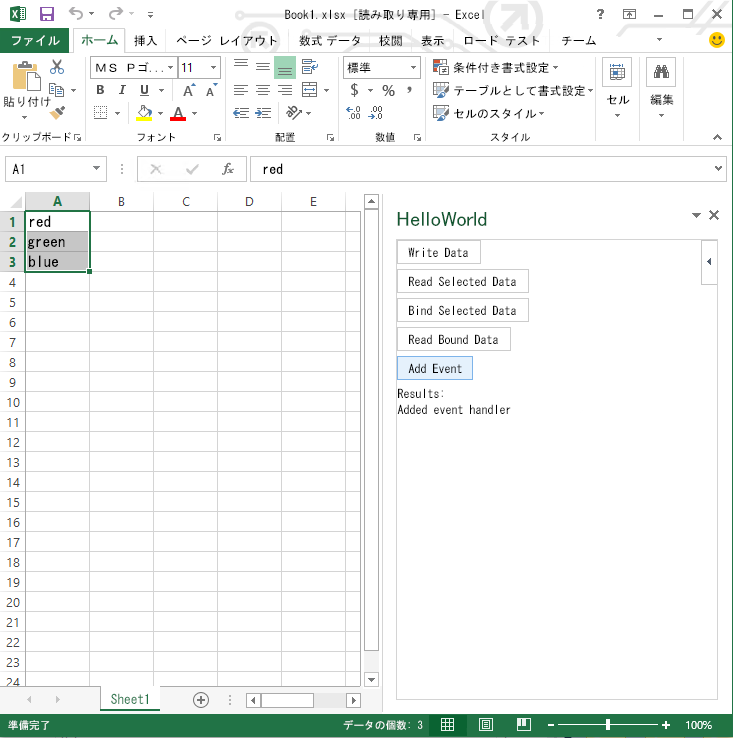 Book1.xlsx [読み取り専用] - Excel
ファイル ホーム 挿入 ページ レイアウト 数式 データ 校閲 表示 ロード テスト チーム
MS Pゴ... 11 標準 条件付き書式設定
貼り付け テーブルとして書式設定 セル 編集
B I U $ % , セルのスタイル
クリップボード フォント 配置 数値 スタイル
A1 fx red
A B C D E
1 red
2 green
3 blue
4
5
6
7
8
9
10
11
12
13
14
15
16
17
18
19
20
21
22
23
24
HelloWorld
Write Data
Read Selected Data
Bind Selected Data
Read Bound Data
Add Event
Results:
Added event handler
Sheet1
準備完了 データの個数: 3 100%